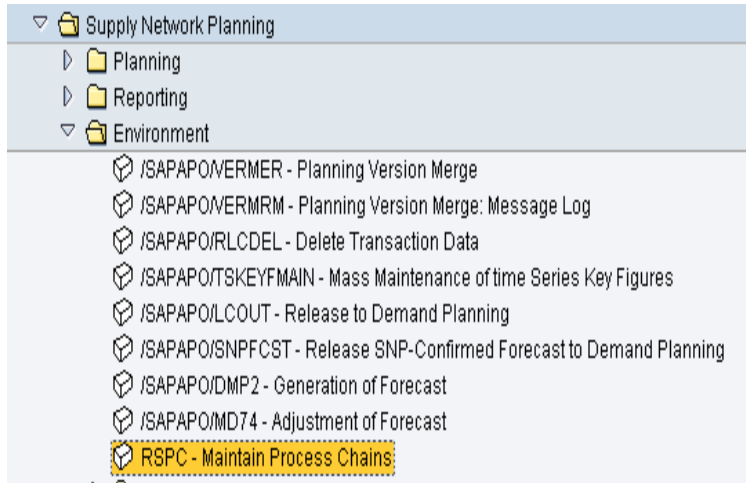 Supply Network Planning
Planning
Reporting
Environment
/SAPAPO/VERMER - Planning Version Merge
/SAPAPO/VERMRM - Planning Version Merge: Message Log
/SAPAPO/RLCDEL - Delete Transaction Data
/SAPAPO/TSKEYFMAIN - Mass Maintenance of time Series Key Figures
/SAPAPO/LCOUT - Release to Demand Planning
/SAPAPO/SNPFCST - Release SNP-Confirmed Forecast to Demand Planning
/SAPAPO/DMP2 - Generation of Forecast
/SAPAPO/MD74 - Adjustment of Forecast
RSPC - Maintain Process Chains